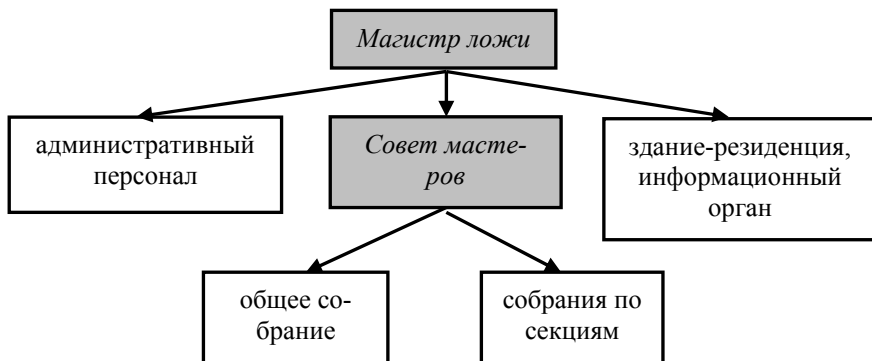 Магистр ложи
административный
персонал
Совет масте-
ров
здание-резиденция,
информационный
орган
общее со-
брание
собрания по
секциям